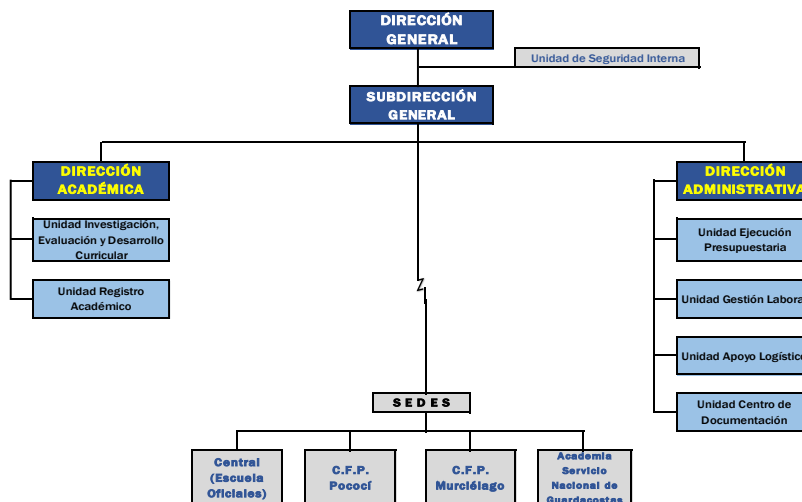 DIRECCIÓN
GENERAL
Unidad de Seguridad Interna
SUBDIRECCIÓN
GENERAL
DIRECCIÓN
ACADÉMICA
DIRECCIÓN
ADMINISTRATIVA
Unidad Investigación,
Evaluación y Desarrollo
Curricular
Unidad Ejecución
Presupuestaria
Unidad Registro
Académico
Unidad Gestión Labora
Unidad Apoyo Logístico
SEDES
Unidad Centro de
Documentación
Central
(Escuela
Oficiales)
C.F.P.
Pococí
C.F.P.
Murciélago
Academia
Servicio
Nacional de
Guardacostas